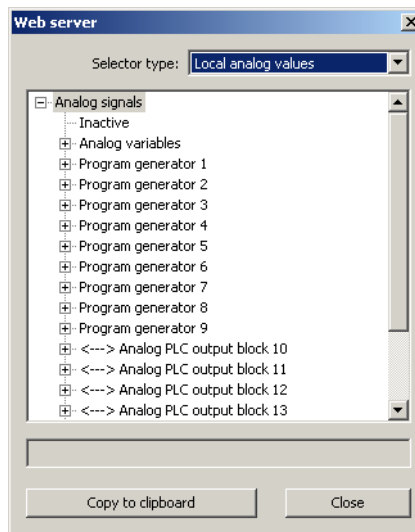 Web server
Selector type: Local analog values
Analog signals
Inactive
Analog variables
Program generator 1
Program generator 2
Program generator 3
Program generator 4
Program generator 5
Program generator 6
Program generator 7
Program generator 8
Program generator 9
<---> Analog PLC output block 10
<---> Analog PLC output block 11
<---> Analog PLC output block 12
<---> Analog PLC output block 13
Copy to clipboard Close